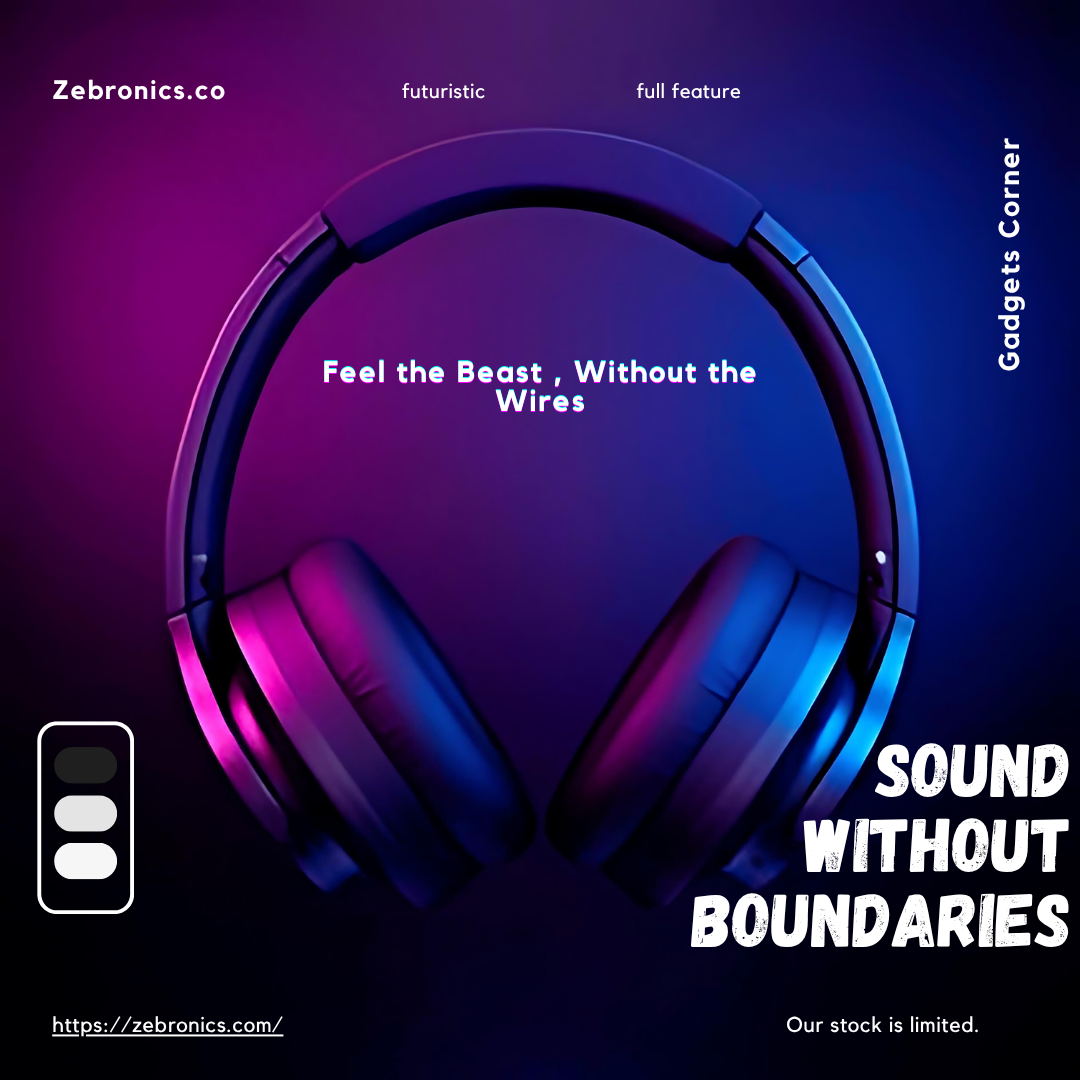 Zebronics.co
futuristic
full feature
Gadgets Corner
Feel the Beast , Without the
Wires
SOUND
WITHOUT
BOUNDARIES
https://zebronics.com/
Our stock is limited.